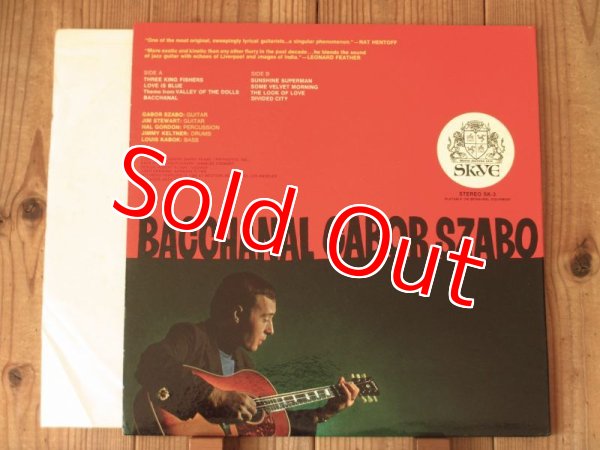 "One of the most original, sweepingly lyrical guitarists...a singular phenomenon."—NAT HENTOFF
"More exotic and kinetic than any other flurry in the past decade...he blends the sound
of jazz guitar with echoes of Liverpool and images of India."—LEONARD FEATHER
SIDE A
THREE KING FISHERS
LOVE IS BLUE
Theme from VALLEY OF THE DOLLS
BACCHANAL
SIDE B
SUNSHINE SUPERMAN
SOME VELVET MORNING
THE LOOK OF LOVE
DIVIDED CITY
GABOR SZABO: GUITAR
JIM STEWART: GUITAR
HAL GORDON: PERCUSSION
JIMMY KELTNER: DRUMS
LOUIS KABOK: BASS
SKYE
STEREO SK-3
BACCHANAL GABOR SZABO
Sold Out